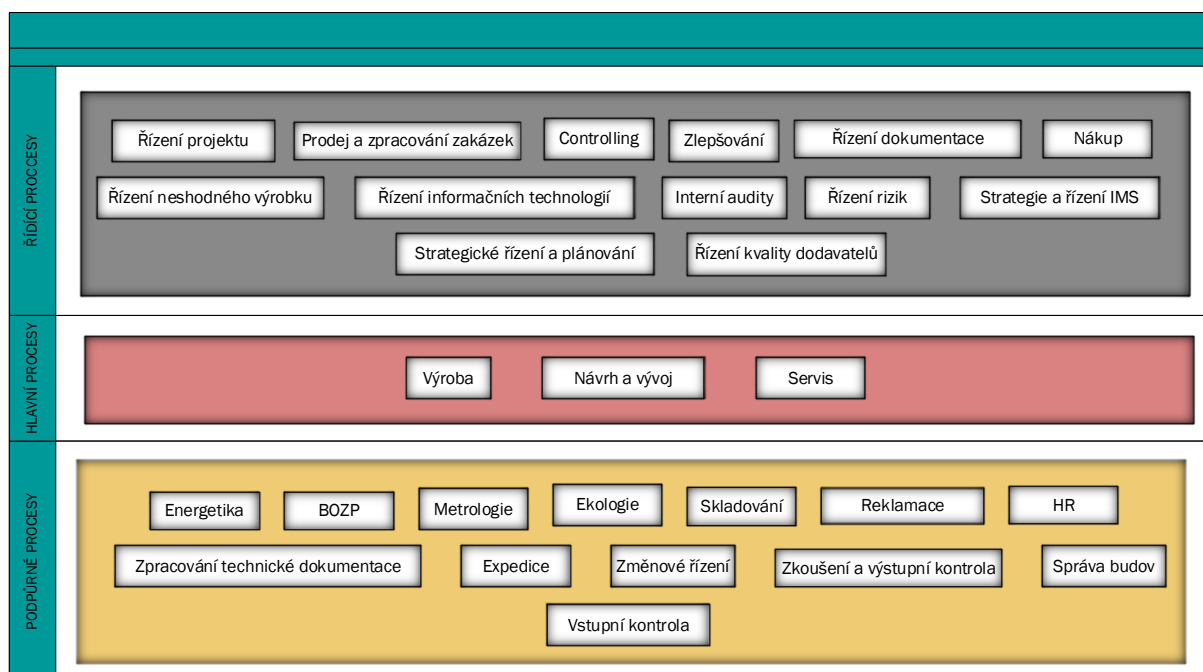 ŘÍDÍCÍ PROCCESY
Řízení projektu
Prodej a zpracování zakázek
Controlling
Zlepšování
Řízení dokumentace
Nákup
Řízení neshodného výrobku
Řízení informačních technologií
Interní audity
Řízení rizik
Strategie a řízení IMS
Strategické řízení a plánování
Řízení kvality dodavatelů
HLAVNÍ PROCESY
Výroba
Návrh a vývoj
Servis
PODPŮRNÉ PROCESY
Energetika
BOZP
Metrologie
Ekologie
Skladování
Reklamace
HR
Zpracování technické dokumentace
Expedice
Změnové řízení
Zkoušení a výstupní kontrola
Správa budov
Vstupní kontrola